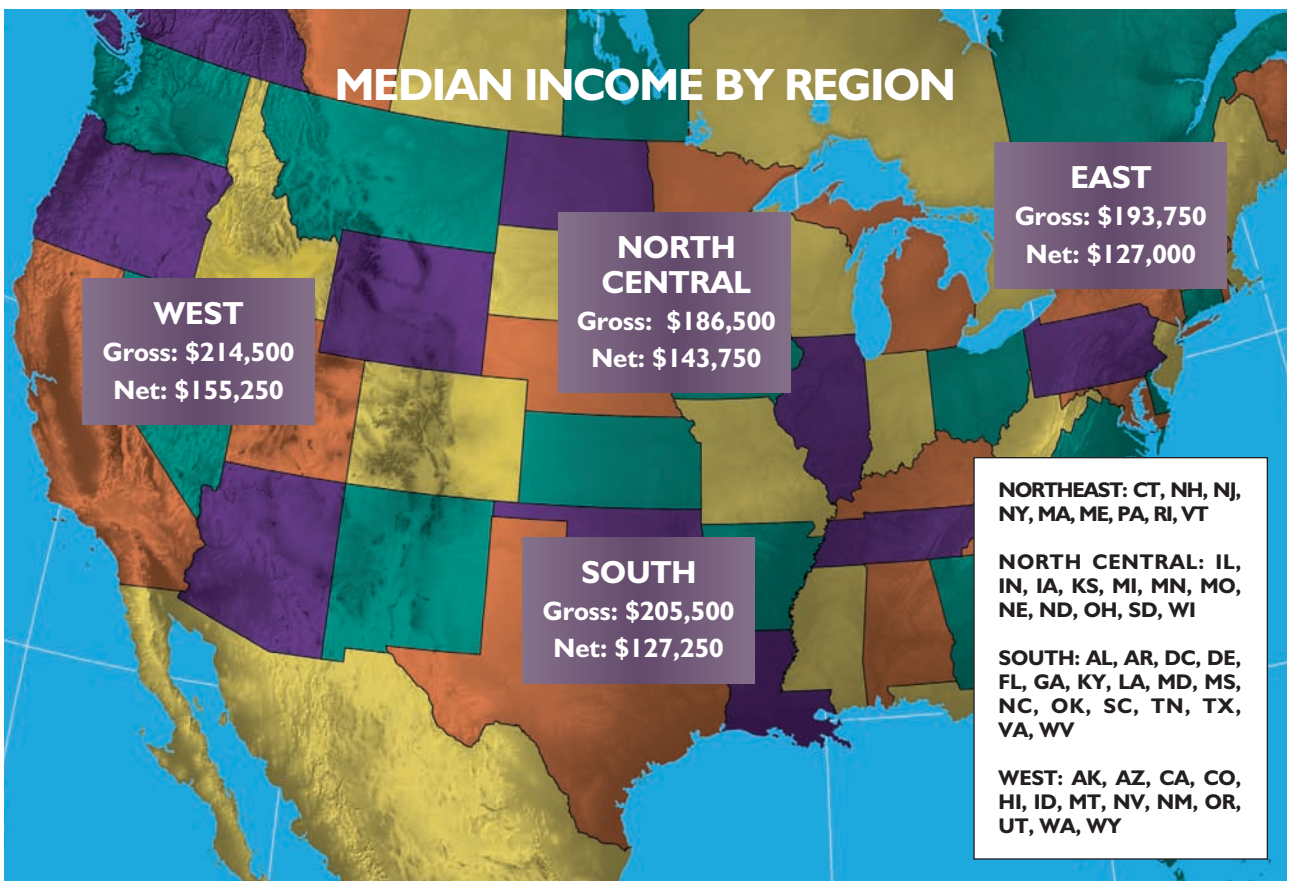 MEDIAN INCOME BY REGION
EAST
Gross: $193,750
Net: $127,000
NORTH
CENTRAL
Gross: $186,500
Net: $143,750
WEST
Gross: $214,500
Net: $155,250
SOUTH
Gross: $205,500
Net: $127,250
NORTHEAST: CT, NH, NJ,
NY, MA, ME, PA, RI, VT
NORTH CENTRAL: IL,
IN, IA, KS, MI, MN, MO,
NE, ND, OH, SD, WI
SOUTH: AL, AR, DC, DE,
FL, GA, KY, LA, MD, MS,
NC, OK, SC, TN, TX,
VA, WV
WEST: AK, AZ, CA, CO,
HI, ID, MT, NV, NM, OR,
UT, WA, WY